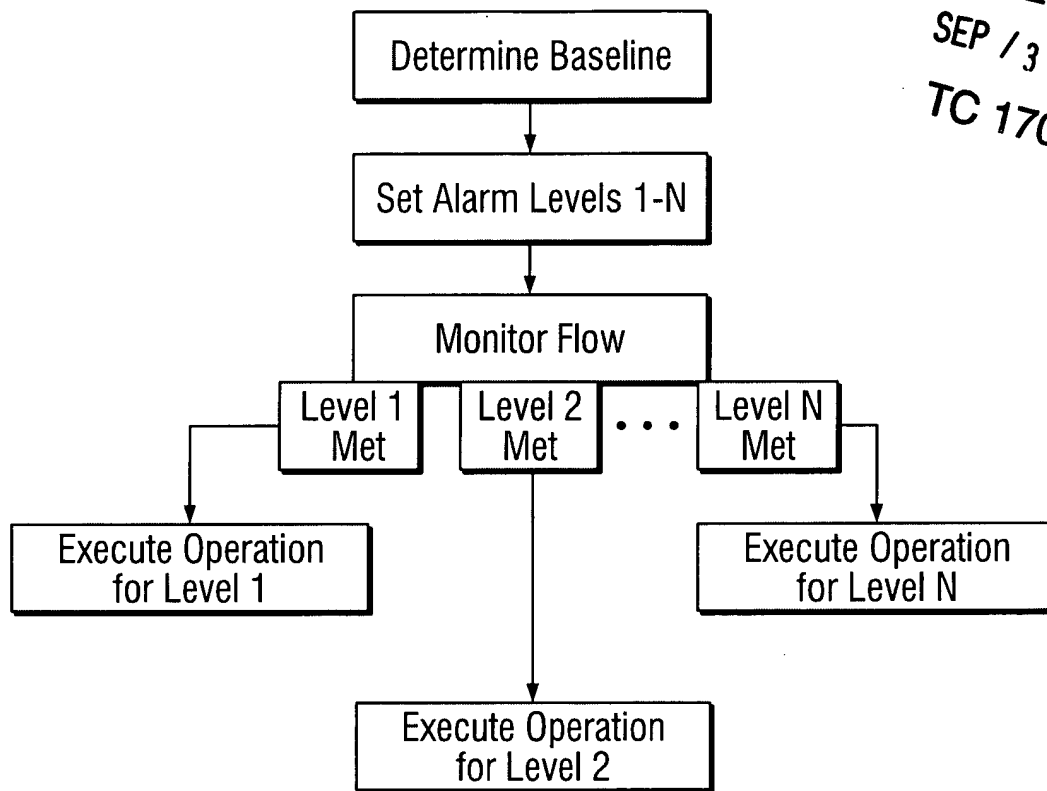 SEP / 3
TC 170
Determine Baseline
Set Alarm Levels 1-N
Monitor Flow
Level 1
Met
Level 2
Met
• • •
Level N
Met
Execute Operation
for Level 1
Execute Operation
for Level N
Execute Operation
for Level 2